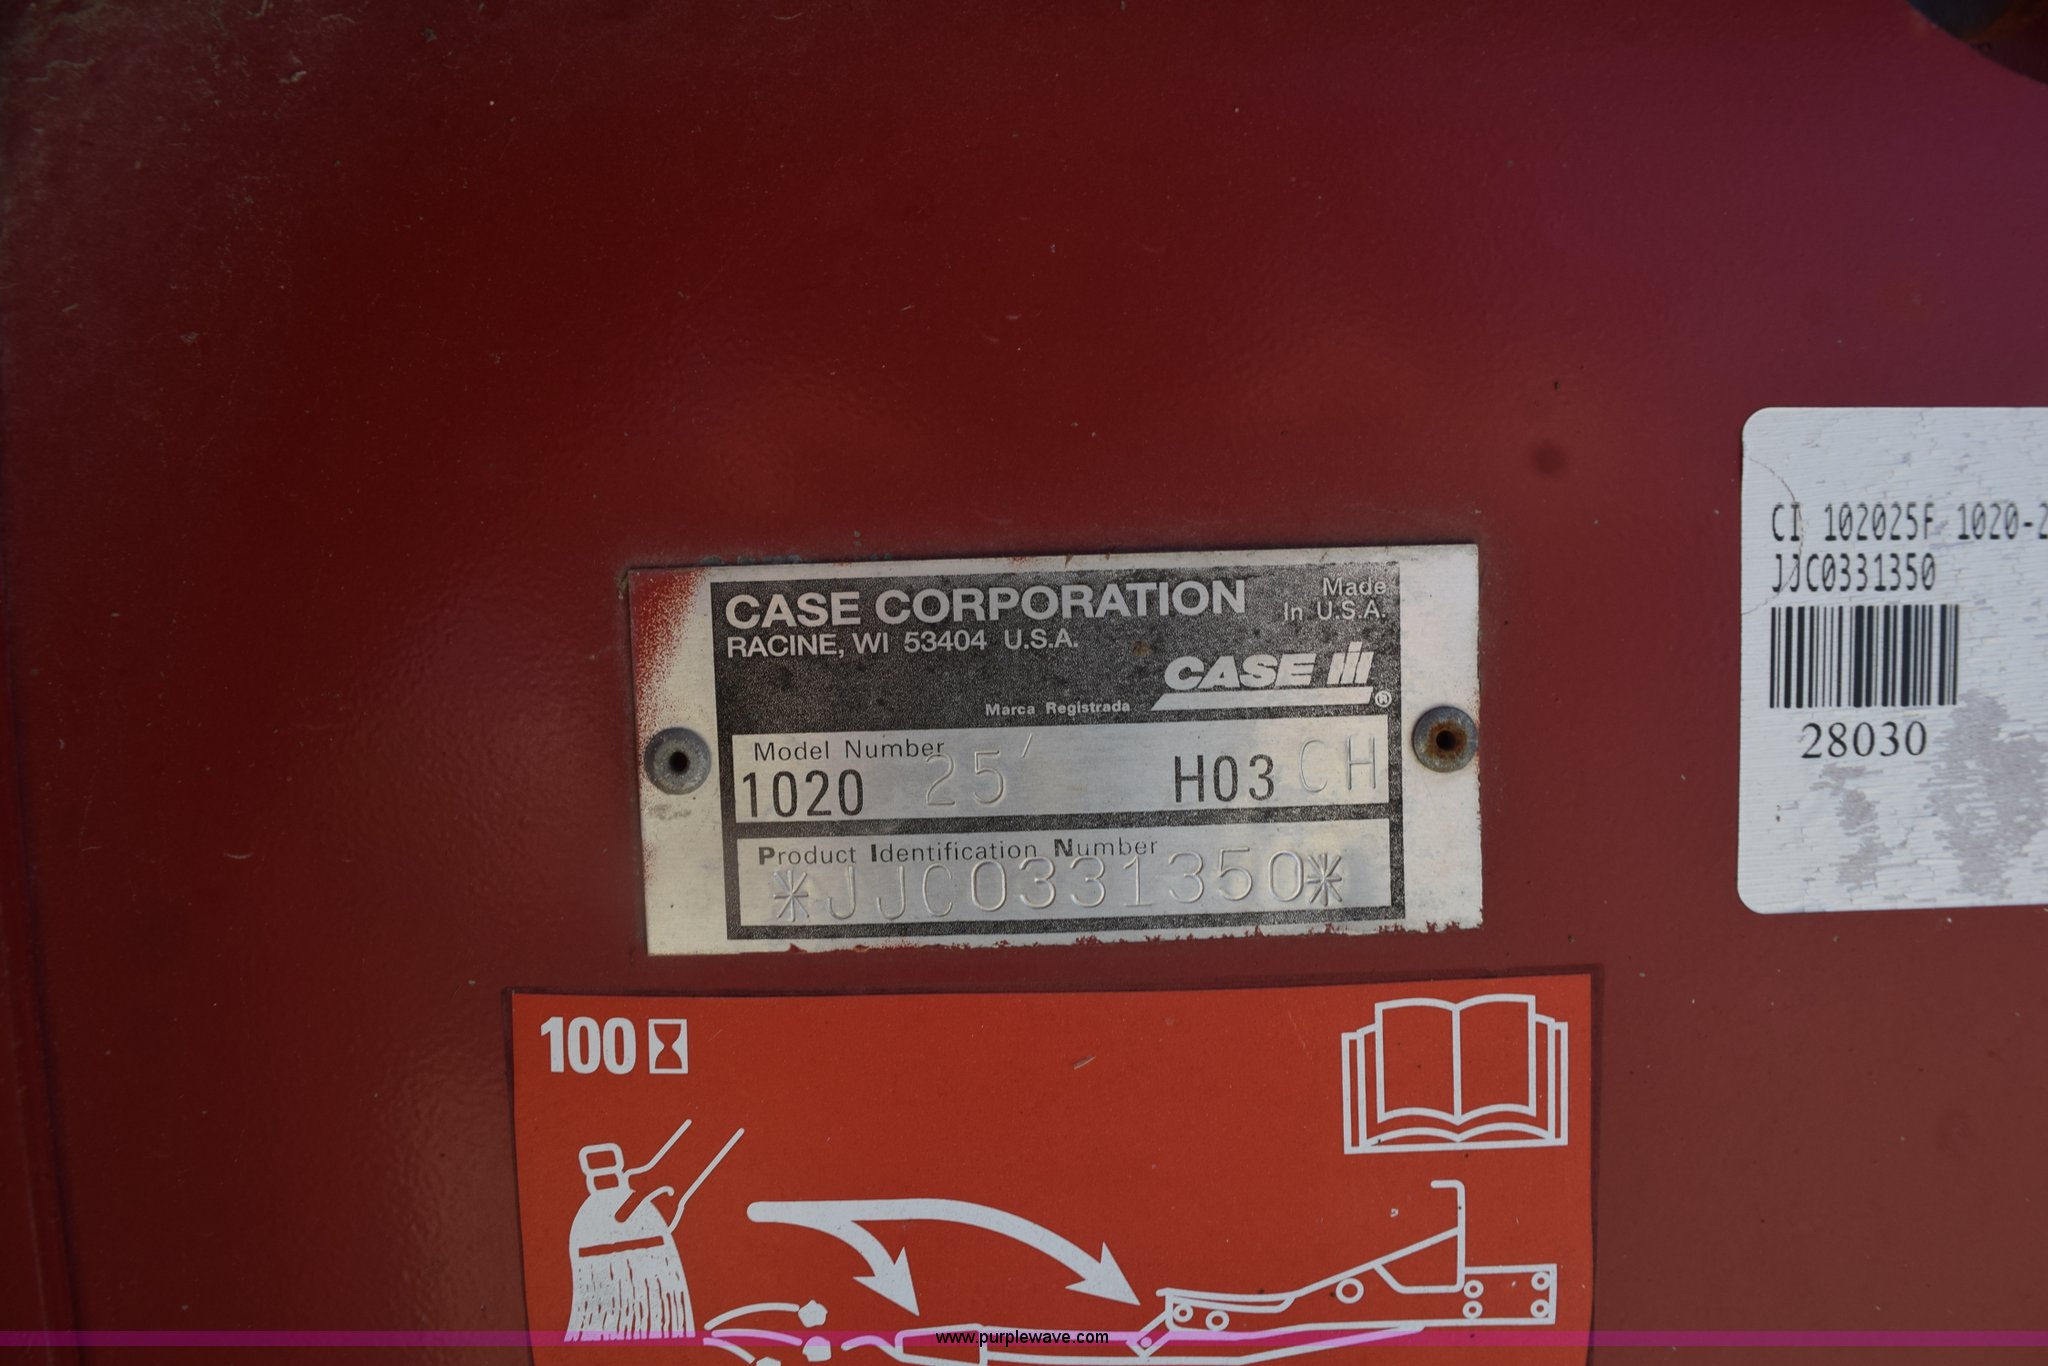 CASE CORPORATION
RACINE, WI 53404 U.S.A.
Made
In U.S.A.
CASE IH ®
Marca Registrada
Model Number
1020 25' H03 CH
Product Identification Number
*JJC0331350*
CI 102025F 1020-2
JJC0331350
28030
100
www.purplewave.com